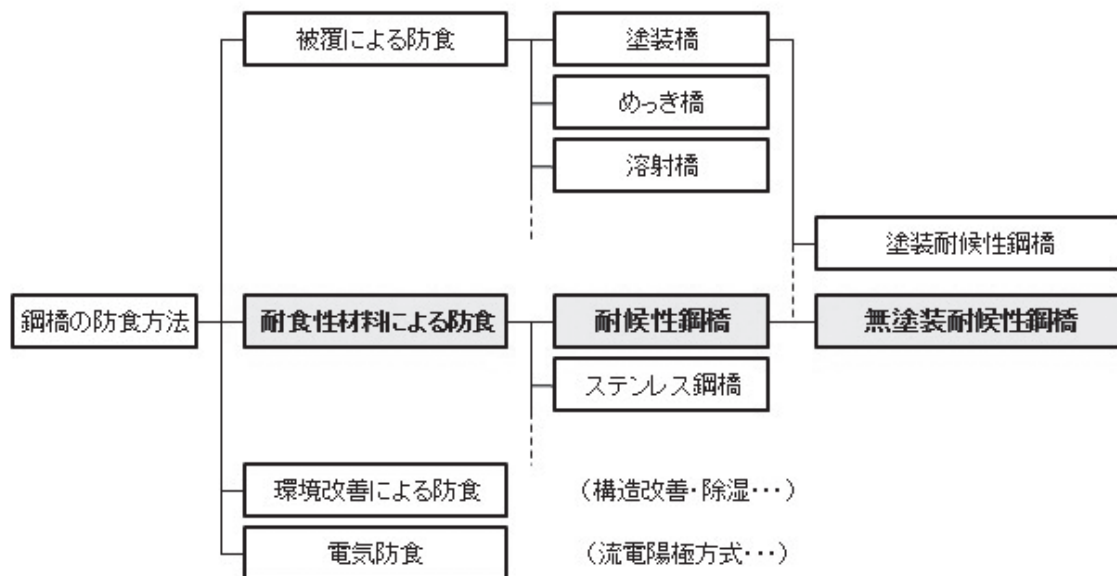 被覆による防食
塗装橋
めっき橋
溶射橋
塗装耐候性鋼橋
鋼橋の防食方法
耐食性材料による防食
耐候性鋼橋
無塗装耐候性鋼橋
ステンレス鋼橋
環境改善による防食
（構造改善・除湿・・・）
電気防食
（流電陽極方式・・・）